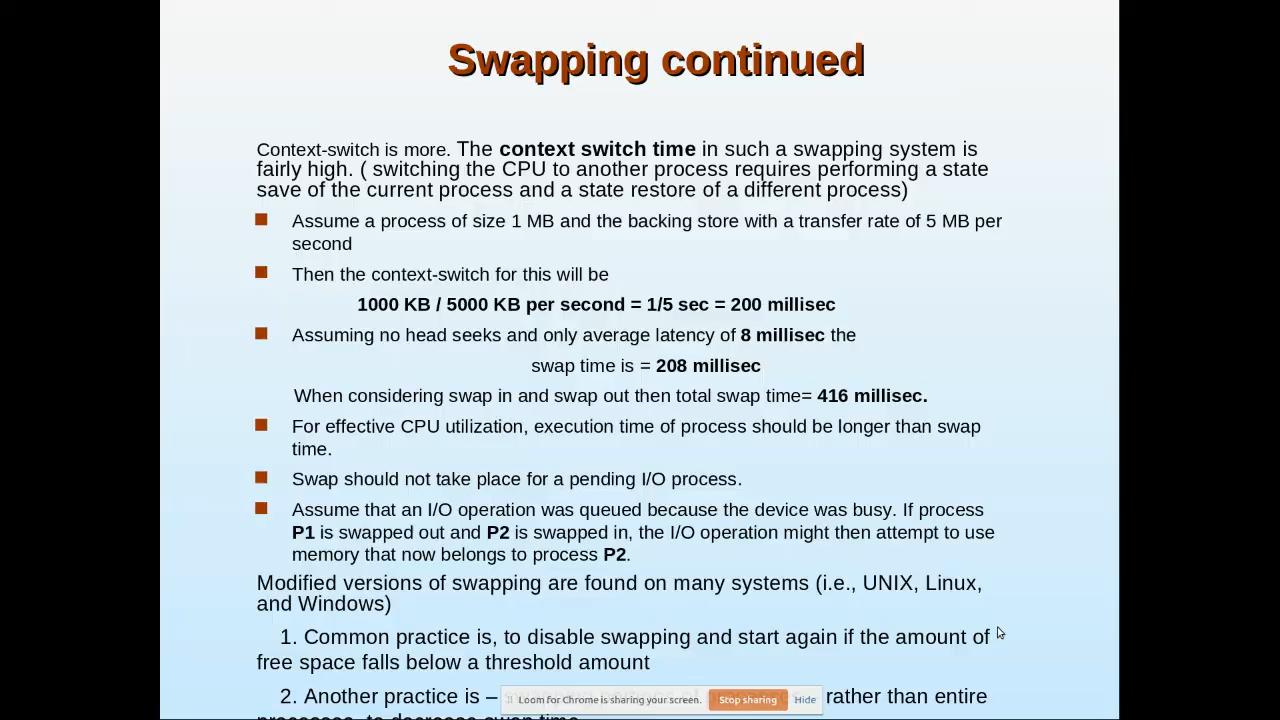 Swapping continued
Context-switch is more. The context switch time in such a swapping system is
fairly high. ( switching the CPU to another process requires performing a state
save of the current process and a state restore of a different process)
Assume a process of size 1 MB and the backing store with a transfer rate of 5 MB per
second
Then the context-switch for this will be
1000 KB / 5000 KB per second = 1/5 sec = 200 millisec
Assuming no head seeks and only average latency of 8 millisec the
swap time is = 208 millisec
When considering swap in and swap out then total swap time= 416 millisec.
For effective CPU utilization, execution time of process should be longer than swap
time.
Swap should not take place for a pending I/O process.
Assume that an I/O operation was queued because the device was busy. If process
P1 is swapped out and P2 is swapped in, the I/O operation might then attempt to use
memory that now belongs to process P2.
Modified versions of swapping are found on many systems (i.e., UNIX, Linux,
and Windows)
1. Common practice is, to disable swapping and start again if the amount of
free space falls below a threshold amount
2. Another practice is – rather than entire
processes, to decrease swap time
Loom for Chrome is sharing your screen. Stop sharing Hide